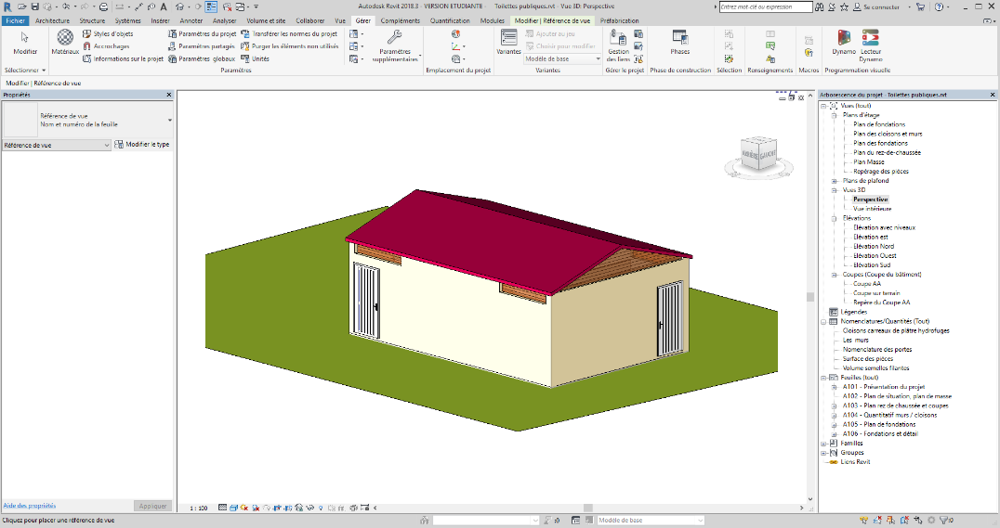 Autodesk Revit 2018.3 - VERSION ETUDIANTE - Toilettes publiques.rvt - Vue 3D: Perspective
Entrez mot-clé ou expression
Se connecter
Fichier Architecture Structure Systèmes Insérer Annoter Analyser Volume et site Collaborer Vue Gérer Compléments Quantification Modules Modifier | Référence de vue Préfabrication
Modifier
Matériaux
Styles d'objets
Accrochages
Informations sur le projet
Paramètres du projet
Paramètres partagés
Paramètres globaux
Transférer les normes du projet
Purger les éléments non utilisés
Unités
Paramètres
supplémentaires
Variantes
Ajouter au jeu
Choisir pour modifier
Modèle de base
Gestion
des liens
Phases
Dynamo
Lecteur
Dynamo
Sélectionner
Paramètres
Emplacement du projet
Variantes
Gérer le projet
Phase de construction
Sélection
Renseignements
Macros
Programmation visuelle
Modifier | Référence de vue
Propriétés
Référence de vue
Nom et numéro de la feuille
Référence de vue
Modifier le type
Aide des propriétés
Appliquer
ARRIÈRE
GAUCHE
1 : 100
Arborescence du projet - Toilettes publiques.rvt
Vues (tout)
Plans d'étage
Plan de fondations
Plan des cloisons et murs
Plan des fondations
Plan du rez-de-chaussée
Plan Masse
Repérage des pièces
Plans de plafond
Vues 3D
Perspective
Vue Intérieure
Elévations
Elévation avec niveaux
Elévation est
Elévation Nord
Elévation Ouest
Elévation Sud
Coupes (Coupe du bâtiment)
Coupe AA
Coupe sur terrain
Repère du Coupe AA
Légendes
Nomenclatures/Quantités (Tout)
Cloisons carreaux de plâtre hydrofuges
Les murs
Nomenclature des portes
Surface des pièces
Volume semelles filantes
Feuilles (tout)
A101 - Présentation du projet
A102 - Plan de situation, plan de masse
A103 - Plan rez de chaussée et coupes
A104 - Quantitatif murs / cloisons
A105 - Plan de fondations
A106 - Fondations et détail
Familles
Groupes
Liens Revit
Cliquez pour placer une référence de vue
:0
Modèle de base
:0